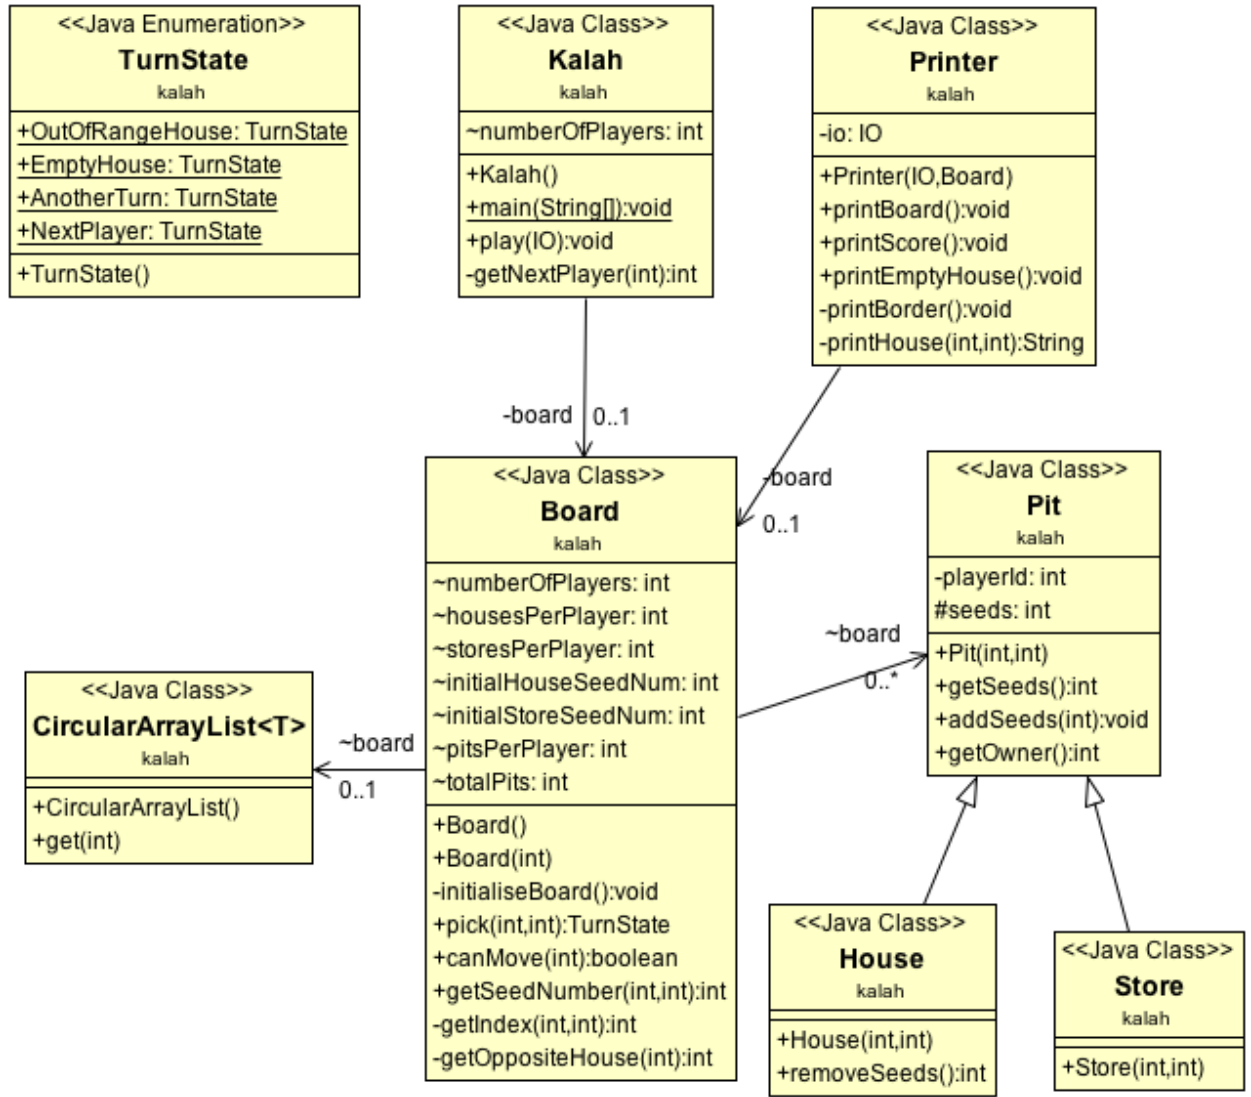 <<Java Enumeration>>
TurnState
kalah
+OutOfRangeHouse: TurnState
+EmptyHouse: TurnState
+AnotherTurn: TurnState
+NextPlayer: TurnState
+TurnState()
<<Java Class>>
Kalah
kalah
~numberOfPlayers: int
+Kalah()
+main(String[]):void
+play(IO):void
-getNextPlayer(int):int
<<Java Class>>
Printer
kalah
-io: IO
+Printer(IO,Board)
+printBoard():void
+printScore():void
+printEmptyHouse():void
-printBorder():void
-printHouse(int,int):String
-board
0..1
-board
0..1
<<Java Class>>
Board
kalah
~numberOfPlayers: int
~housesPerPlayer: int
~storesPerPlayer: int
~initialHouseSeedNum: int
~initialStoreSeedNum: int
~pitsPerPlayer: int
~totalPits: int
+Board()
+Board(int)
-initialiseBoard():void
+pick(int,int):TurnState
+canMove(int):boolean
+getSeedNumber(int,int):int
-getIndex(int,int):int
-getOppositeHouse(int):int
<<Java Class>>
Pit
kalah
-playerId: int
#seeds: int
+Pit(int,int)
+getSeeds():int
+addSeeds(int):void
+getOwner():int
~board
0..*
~board
0..1
<<Java Class>>
CircularArrayList<T>
kalah
+CircularArrayList()
+get(int)
<<Java Class>>
House
kalah
+House(int,int)
+removeSeeds():int
<<Java Class>>
Store
kalah
+Store(int,int)